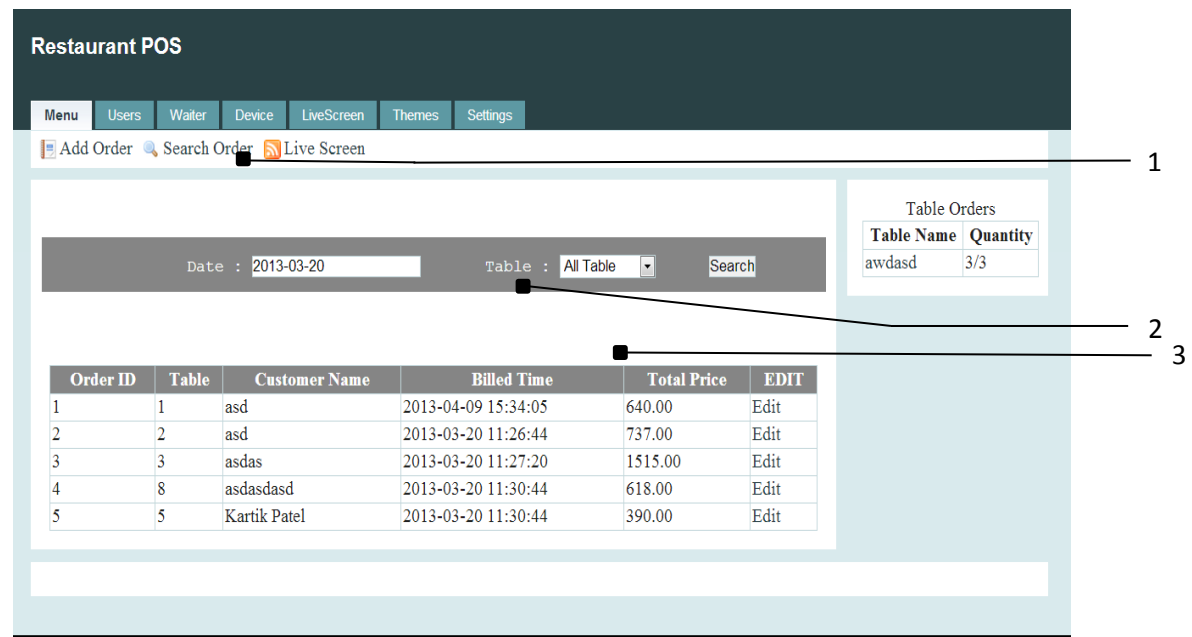 Restaurant POS
Menu Users Waiter Device LiveScreen Themes Settings
Add Order Search Order Live Screen
1
Table Orders
Table Name Quantity
awdasd 3/3
Date : 2013-03-20 Table : All Table Search
2
3
Order ID Table Customer Name Billed Time Total Price EDIT
1 1 asd 2013-04-09 15:34:05 640.00 Edit
2 2 asd 2013-03-20 11:26:44 737.00 Edit
3 3 asdas 2013-03-20 11:27:20 1515.00 Edit
4 8 asdasdasd 2013-03-20 11:30:44 618.00 Edit
5 5 Kartik Patel 2013-03-20 11:30:44 390.00 Edit